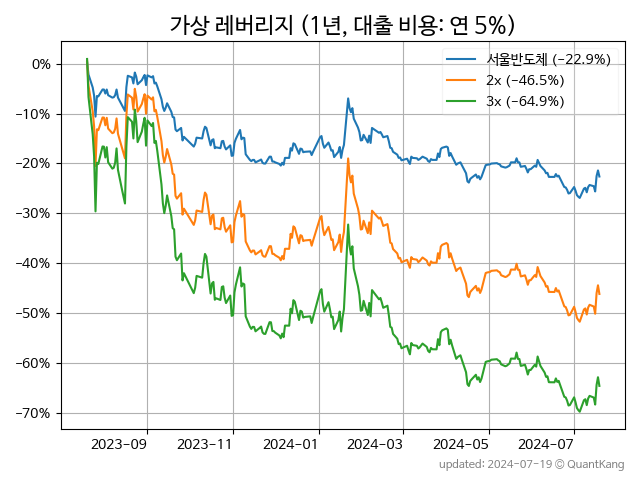 가상 레버리지 (1년, 대출 비용: 연 5%)
서울반도체 (−22.9%)
2x (−46.5%)
3x (−64.9%)
0%
−10%
−20%
−30%
−40%
−50%
−60%
−70%
2023-09 2023-11 2024-01 2024-03 2024-05 2024-07
updated: 2024-07-19 © QuantKang